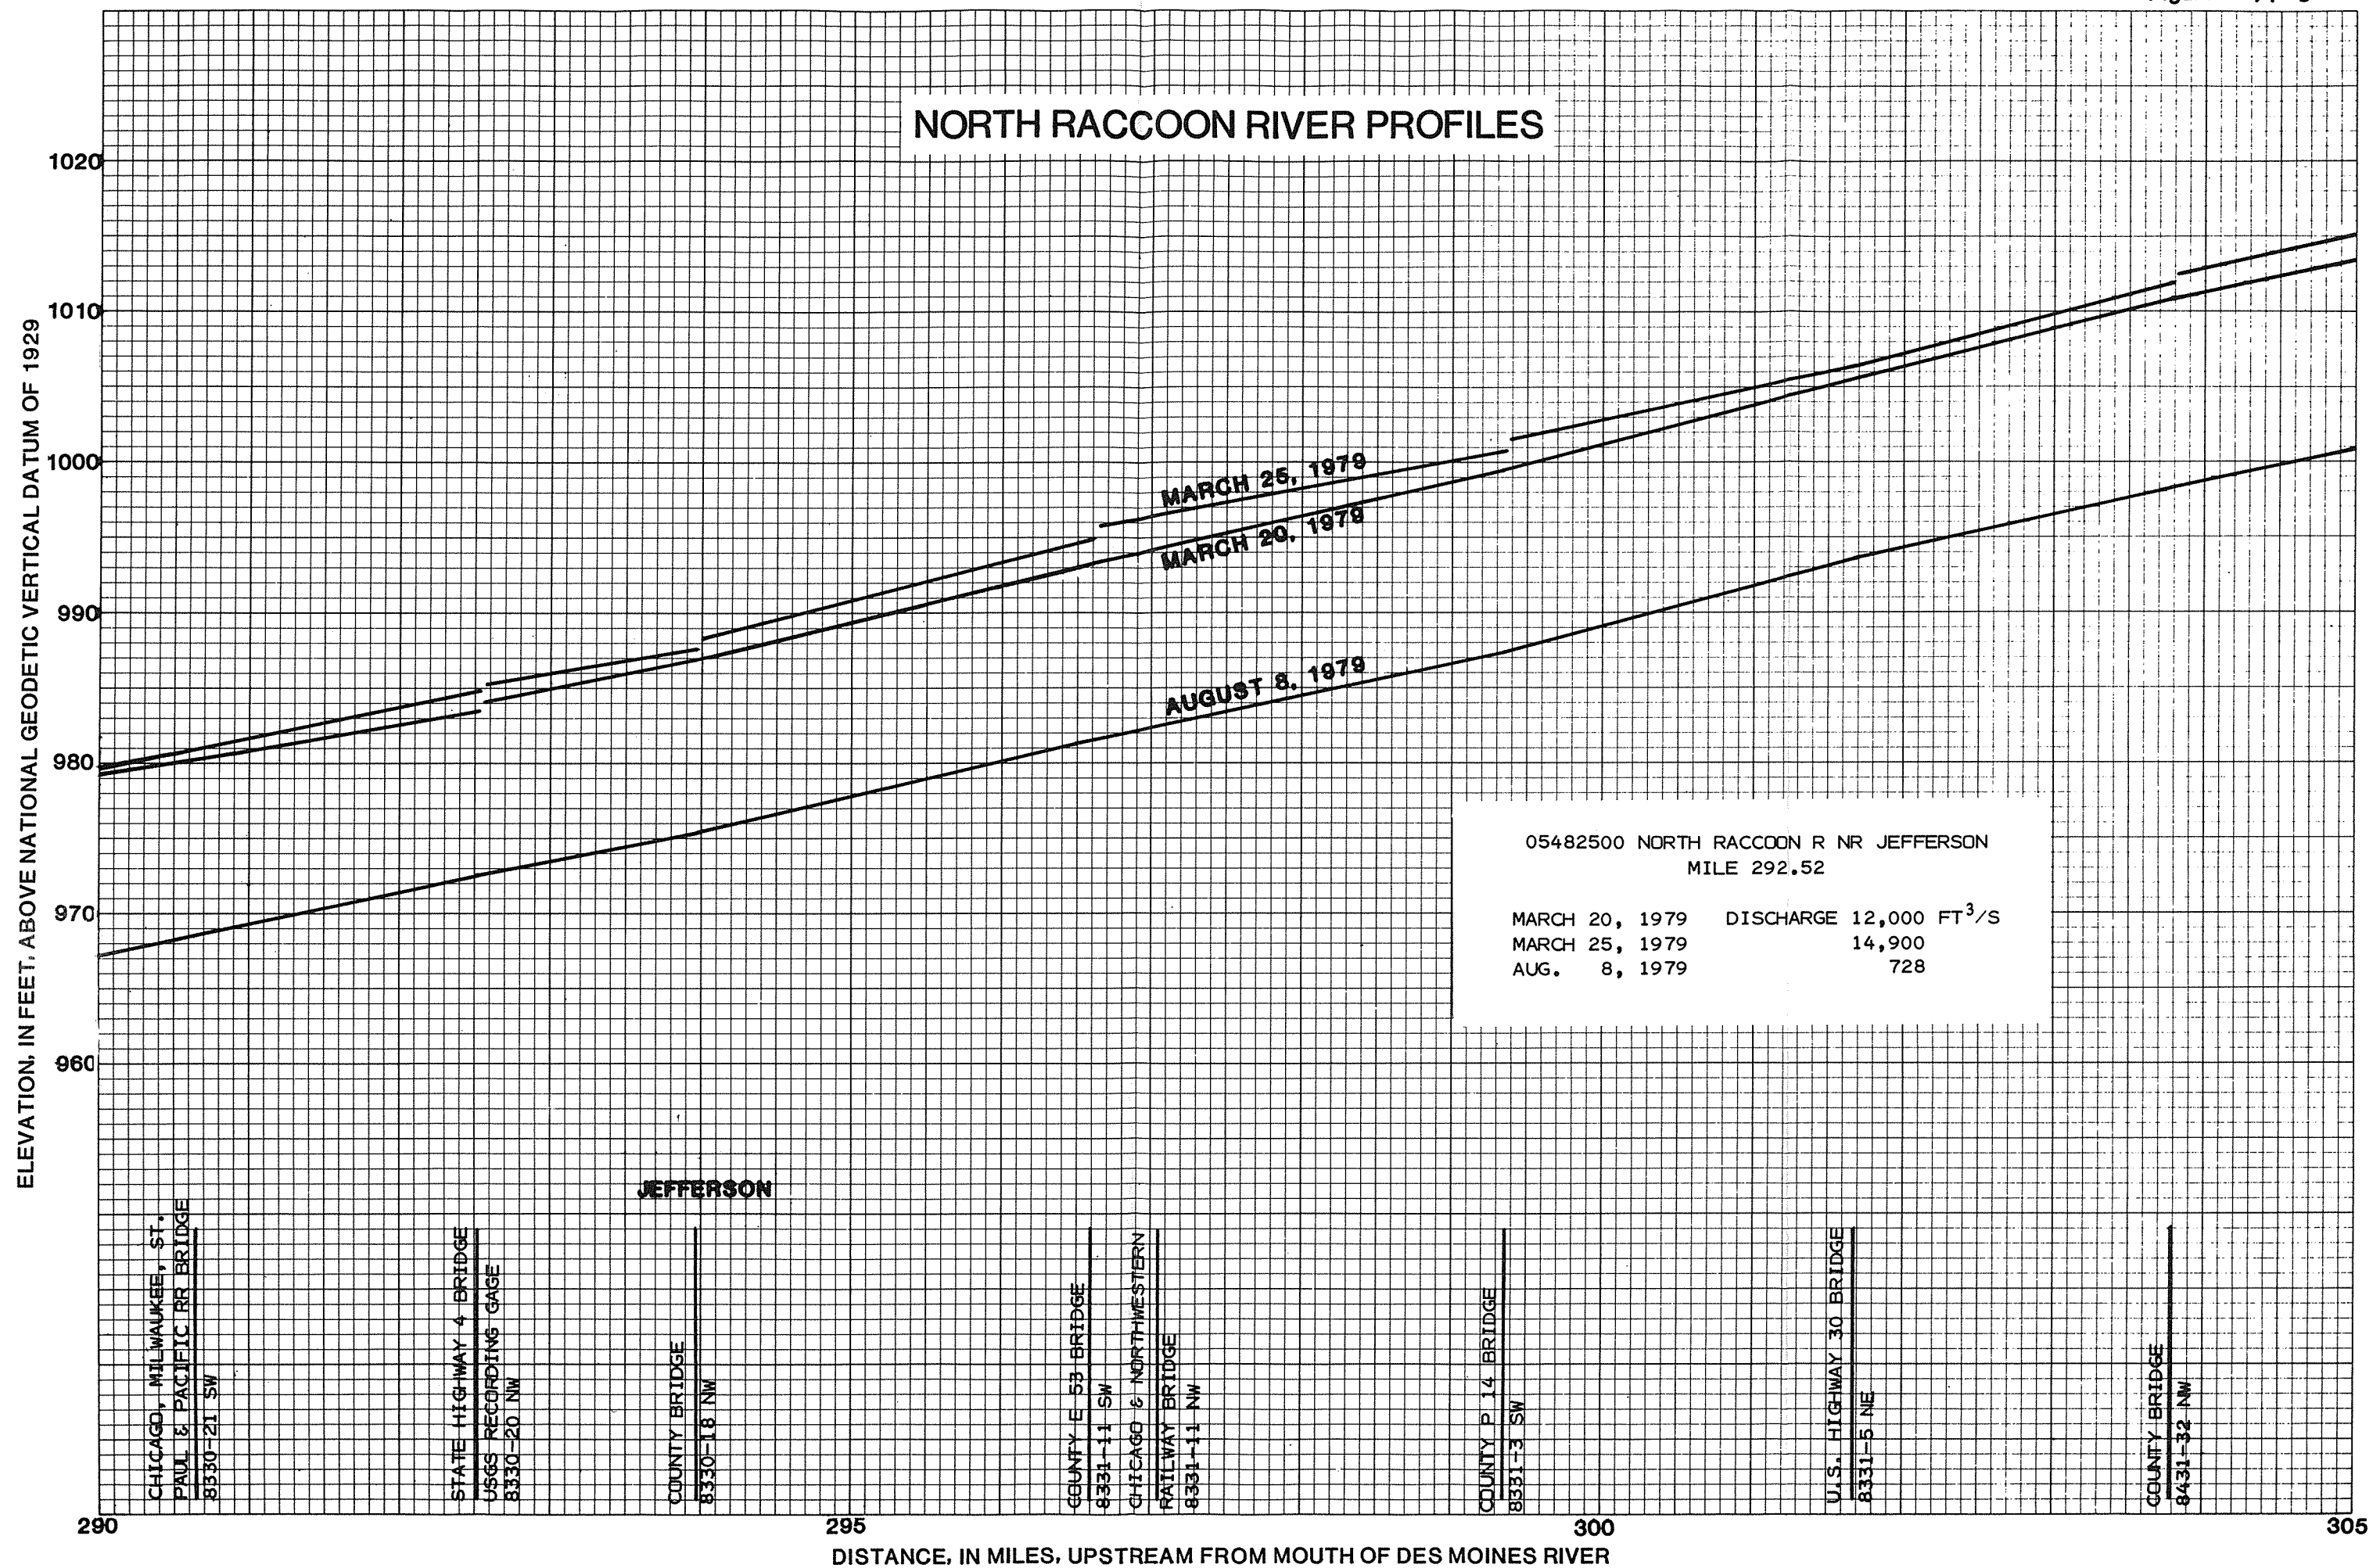 NORTH RACCOON RIVER PROFILES
ELEVATION, IN FEET, ABOVE NATIONAL GEODETIC VERTICAL DATUM OF 1929
1020
1010
1000
990
980
970
960
MARCH 25, 1979
MARCH 20, 1979
AUGUST 8, 1979
05482500 NORTH RACCOON R NR JEFFERSON
MILE 292.52
MARCH 20, 1979 DISCHARGE 12,000 FT³/S
MARCH 25, 1979 14,900
AUG. 8, 1979 728
JEFFERSON
CHICAGO, MILWAUKEE, ST.
PAUL & PACIFIC RR BRIDGE
8330-21 SW
STATE HIGHWAY 4 BRIDGE
USGS RECORDING GAGE
8330-20 NW
COUNTY BRIDGE
8330-18 NW
COUNTY E 53 BRIDGE
8331-11 SW
CHICAGO & NORTHWESTERN
RAILWAY BRIDGE
8331-11 NW
COUNTY P 14 BRIDGE
8331-3 SW
U.S. HIGHWAY 30 BRIDGE
8331-5 NE
COUNTY BRIDGE
8431-32 NW
290
295
300
305
DISTANCE, IN MILES, UPSTREAM FROM MOUTH OF DES MOINES RIVER